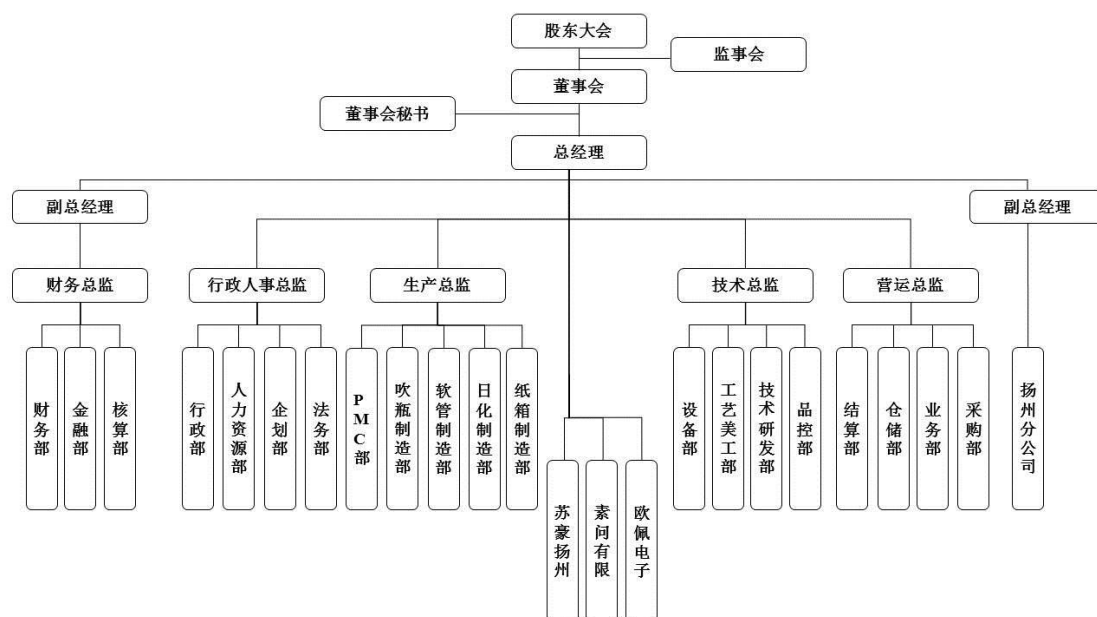 股东大会
监事会
董事会
董事会秘书
总经理
副总经理
副总经理
财务总监
行政人事总监
生产总监
技术总监
营运总监
财务部
金融部
核算部
行政部
人力资源部
企划部
法务部
PMC部
吹瓶制造部
软管制造部
日化制造部
纸箱制造部
设备部
工艺美工部
技术研发部
品控部
结算部
仓储部
业务部
采购部
扬州分公司
苏豪扬州
素问有限
欧佩电子